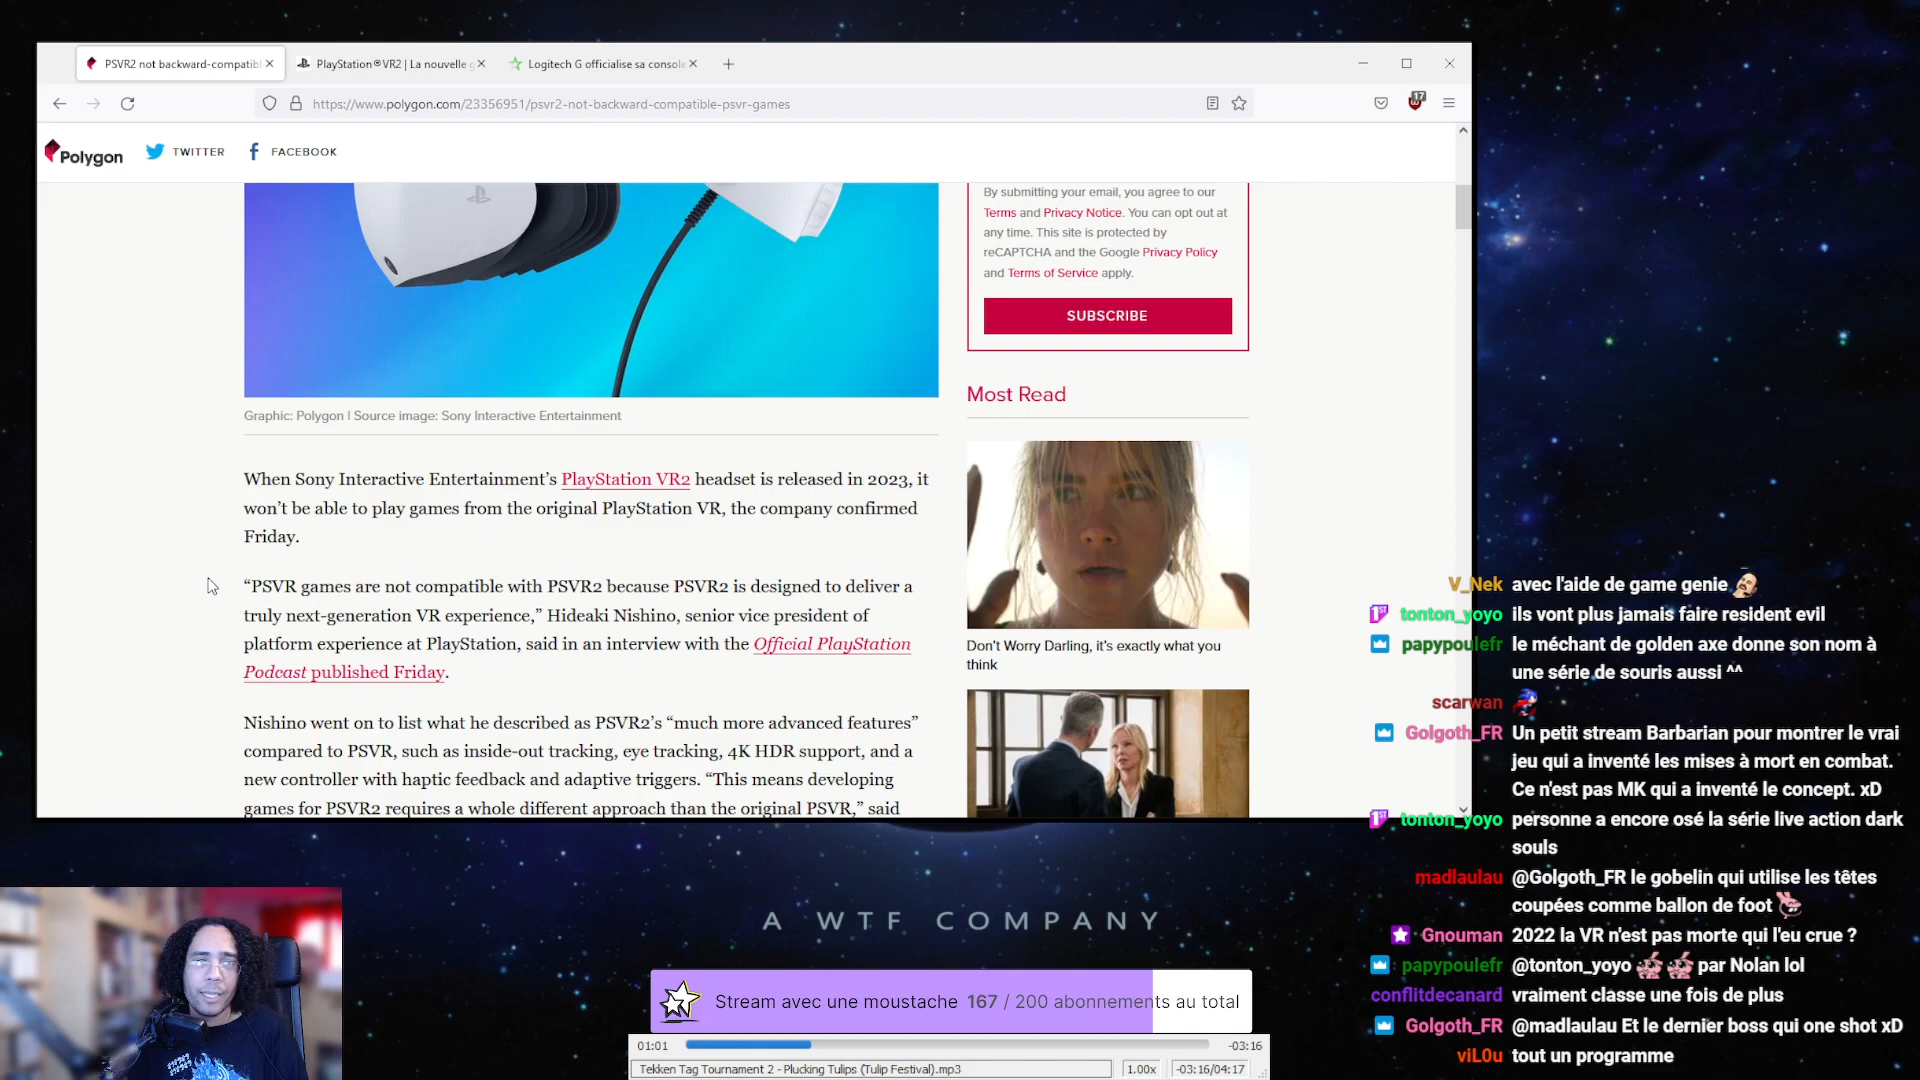 PSVR2 not backward-compatibl
PlayStation®VR2 | La nouvelle g
Logitech G officialise sa console
https://www.polygon.com/23356951/psvr2-not-backward-compatible-psvr-games
17
Polygon
TWITTER
FACEBOOK
By submitting your email, you agree to our
Terms and Privacy Notice. You can opt out at
any time. This site is protected by
reCAPTCHA and the Google Privacy Policy
and Terms of Service apply.
SUBSCRIBE
Graphic: Polygon | Source image: Sony Interactive Entertainment
When Sony Interactive Entertainment’s PlayStation VR2 headset is released in 2023, it
won’t be able to play games from the original PlayStation VR, the company confirmed
Friday.
“PSVR games are not compatible with PSVR2 because PSVR2 is designed to deliver a
truly next-generation VR experience,” Hideaki Nishino, senior vice president of
platform experience at PlayStation, said in an interview with the Official PlayStation
Podcast published Friday.
Nishino went on to list what he described as PSVR2’s “much more advanced features”
compared to PSVR, such as inside-out tracking, eye tracking, 4K HDR support, and a
new controller with haptic feedback and adaptive triggers. “This means developing
games for PSVR2 requires a whole different approach than the original PSVR,” said
Most Read
Don't Worry Darling, it’s exactly what you
think
V_Nek avec l'aide de game genie
tonton_yoyo ils vont plus jamais faire resident evil
papypoulefr le méchant de golden axe donne son nom à
une série de souris aussi ^^
scarwan
Golgoth_FR Un petit stream Barbarian pour montrer le vrai
jeu qui a inventé les mises à mort en combat.
Ce n'est pas MK qui a inventé le concept. xD
tonton_yoyo personne a encore osé la série live action dark
souls
madlaulau @Golgoth_FR le gobelin qui utilise les têtes
coupées comme ballon de foot
Gnouman 2022 la VR n'est pas morte qui l'eu crue ?
papypoulefr @tonton_yoyo par Nolan lol
conflitdecanard vraiment classe une fois de plus
Golgoth_FR @madlaulau Et le dernier boss qui one shot xD
viL0u tout un programme
A WTF COMPANY
Stream avec une moustache 167 / 200 abonnements au total
01:01
-03:16
Tekken Tag Tournament 2 - Plucking Tulips (Tulip Festival).mp3
1.00x
-03:16/04:17